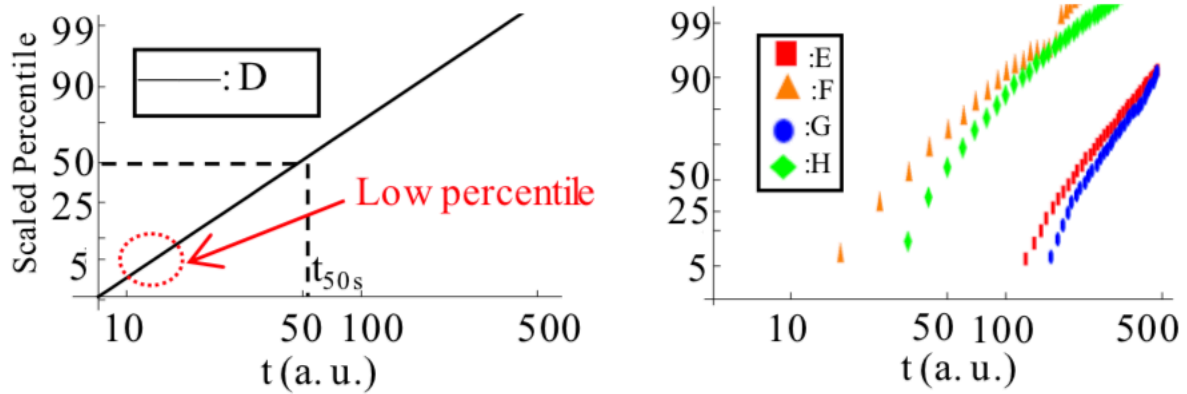 Scaled Percentile
99
90
50
25
5
: D
Low percentile
t50s
10 50 100 500
t (a. u.)
99
90
50
25
5
:E
:F
:G
:H
10 50 100 500
t (a. u.)